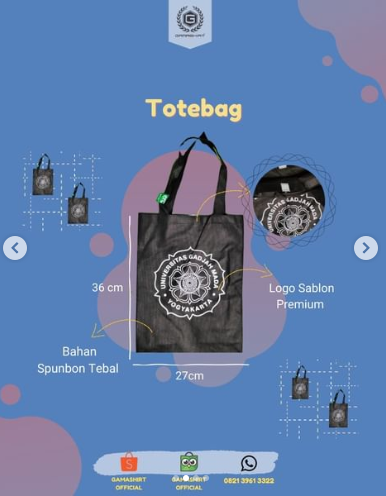 Totebag
UNIVERSITAS GADJAH MADA
YOGYAKARTA
36 cm
Logo Sablon
Premium
Bahan
Spunbon Tebal
27cm
GAMASHIRT
OFFICIAL
GAMASHIRT
OFFICIAL
0821 3961 3322